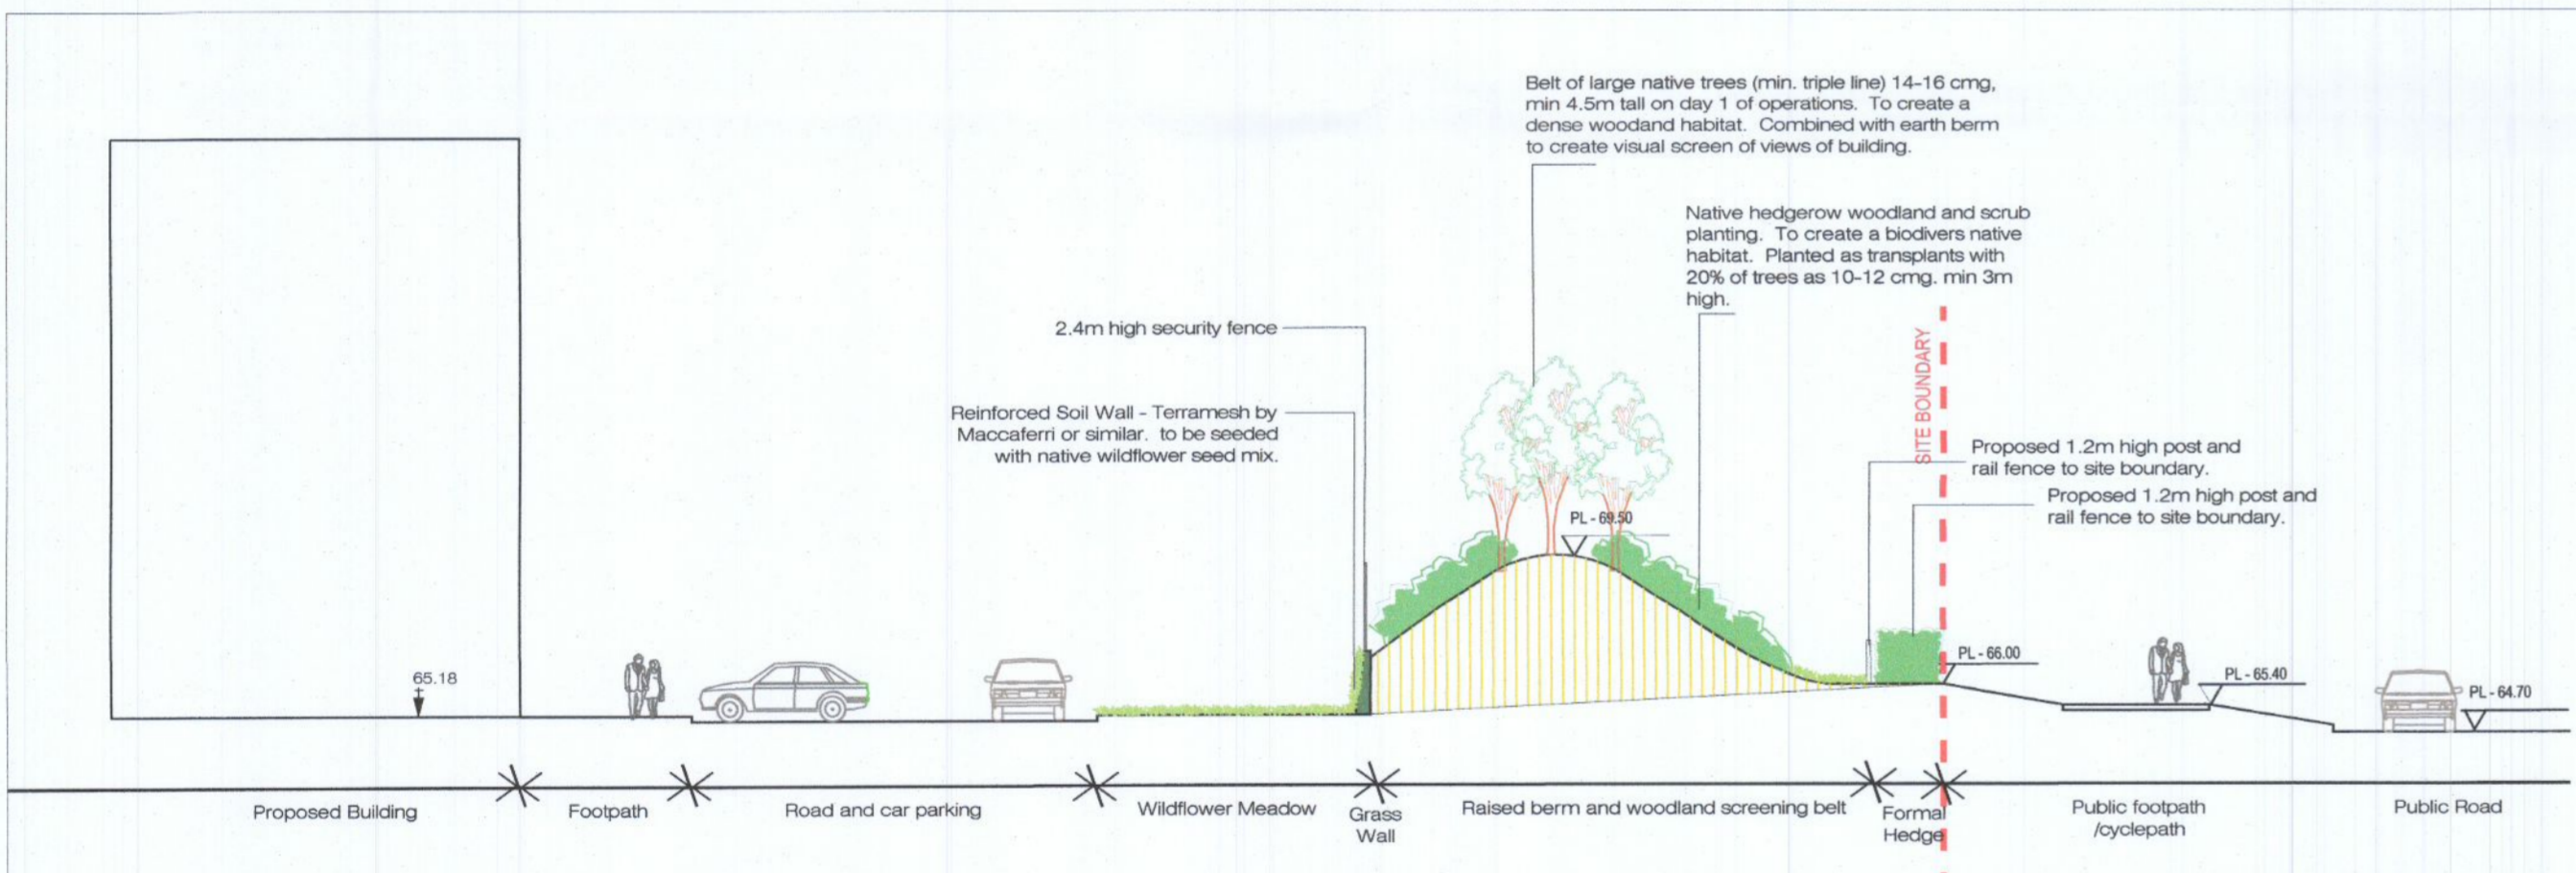 Belt of large native trees (min. triple line) 14-16 cmg,
min 4.5m tall on day 1 of operations. To create a
dense woodand habitat. Combined with earth berm
to create visual screen of views of building.
Native hedgerow woodland and scrub
planting. To create a biodivers native
habitat. Planted as transplants with
20% of trees as 10-12 cmg. min 3m
high.
2.4m high security fence
Reinforced Soil Wall - Terramesh by
Maccaferri or similar. to be seeded
with native wildflower seed mix.
SITE BOUNDARY
Proposed 1.2m high post and
rail fence to site boundary.
Proposed 1.2m high post and
rail fence to site boundary.
PL - 69.50
PL - 66.00
PL - 65.40
PL - 64.70
65.18
Proposed Building
Footpath
Road and car parking
Wildflower Meadow
Grass
Wall
Raised berm and woodland screening belt
Formal
Hedge
Public footpath
/cyclepath
Public Road